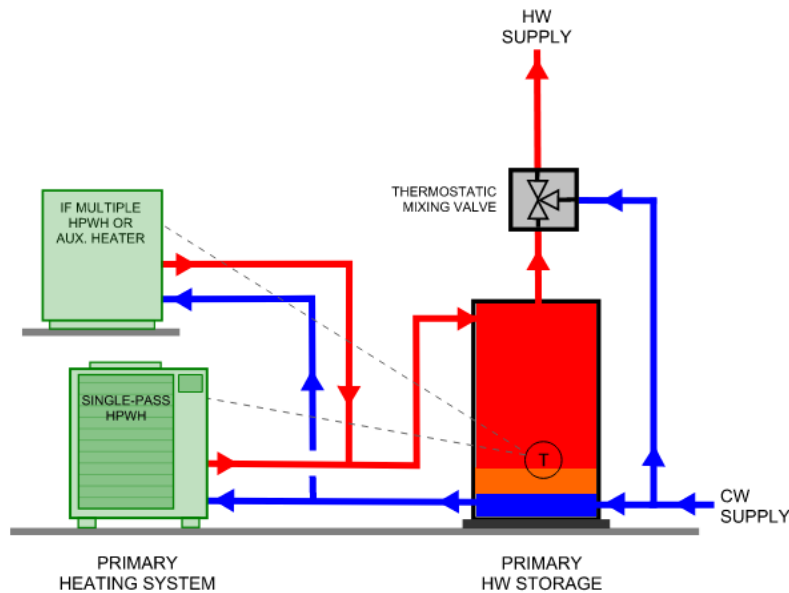 HW
SUPPLY
THERMOSTATIC
MIXING VALVE
IF MULTIPLE
HPWH OR
AUX. HEATER
SINGLE-PASS
HPWH
T
CW
SUPPLY
PRIMARY
HEATING SYSTEM
PRIMARY
HW STORAGE